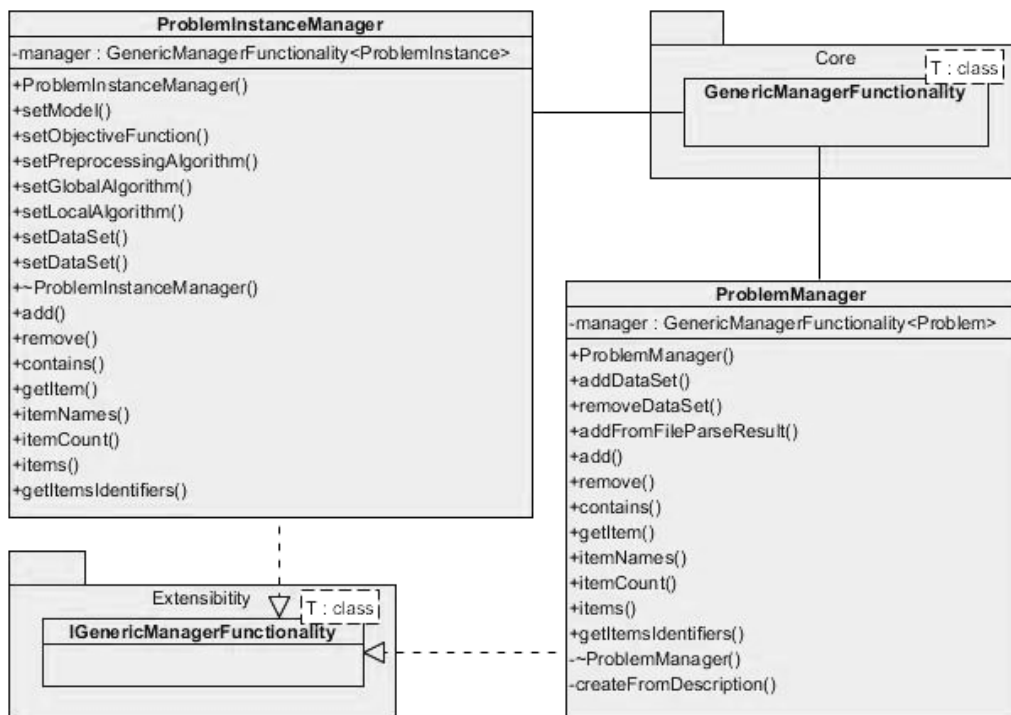 ProblemInstanceManager
-manager : GenericManagerFunctionality<ProblemInstance>
+ProblemInstanceManager()
+setModel()
+setObjectiveFunction()
+setPreprocessingAlgorithm()
+setGlobalAlgorithm()
+setLocalAlgorithm()
+setDataSet()
+setDataSet()
+~ProblemInstanceManager()
+add()
+remove()
+contains()
+getItem()
+itemNames()
+itemCount()
+items()
+getItemsIdentifiers()
Core
T : class
GenericManagerFunctionality
ProblemManager
-manager : GenericManagerFunctionality<Problem>
+ProblemManager()
+addDataSet()
+removeDataSet()
+addFromFileParseResult()
+add()
+remove()
+contains()
+getItem()
+itemNames()
+itemCount()
+items()
+getItemsIdentifiers()
-~ProblemManager()
-createFromDescription()
Extensibitity
T : class
IGenericManagerFunctionality